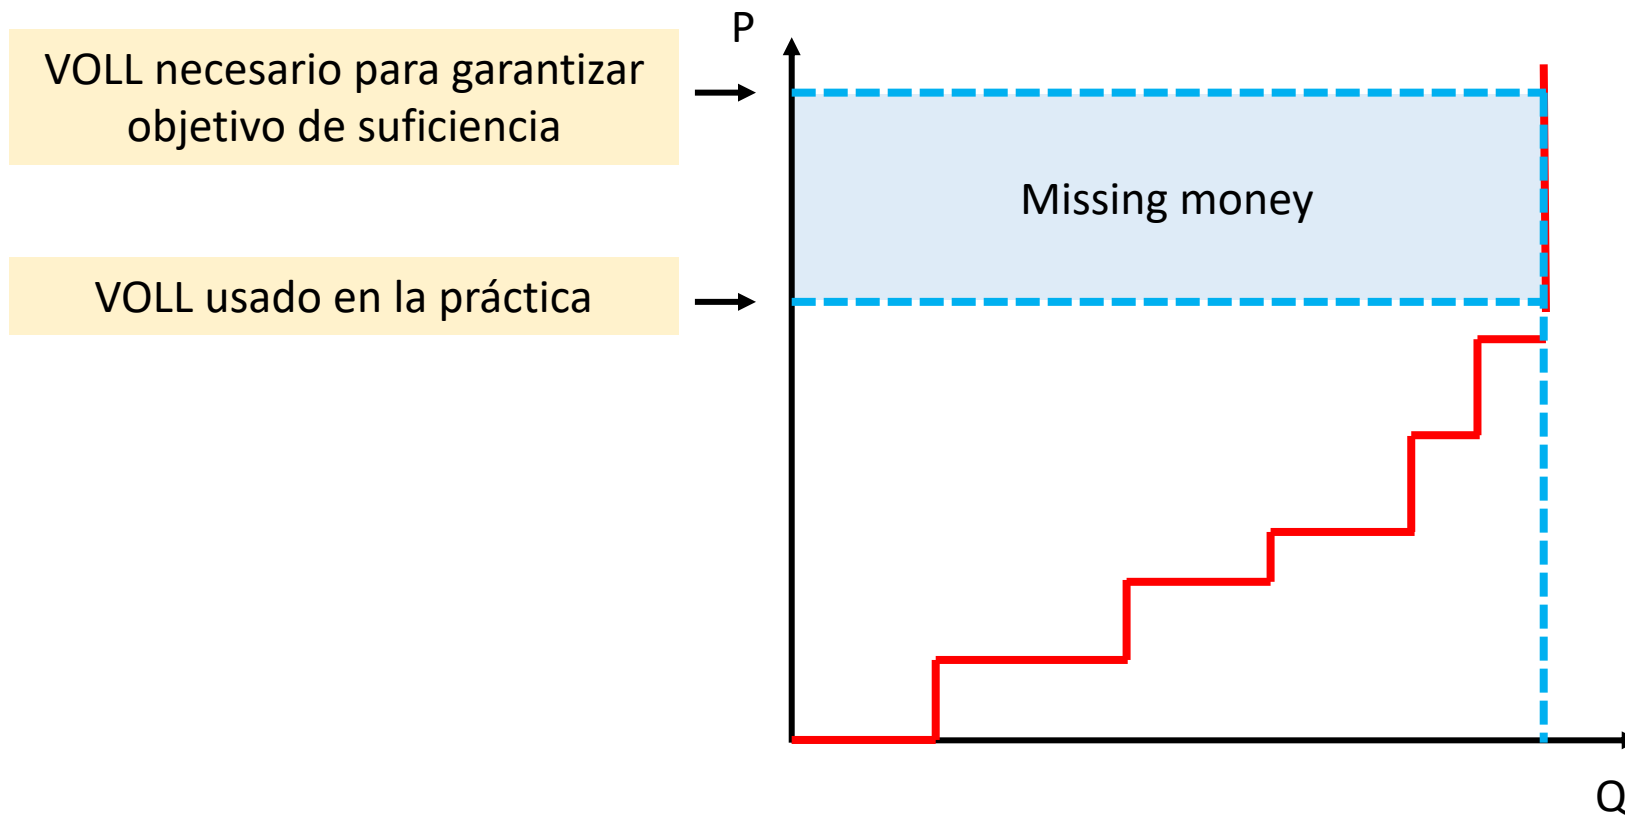 P
VOLL necesario para garantizar
objetivo de suficiencia
Missing money
VOLL usado en la práctica
Q